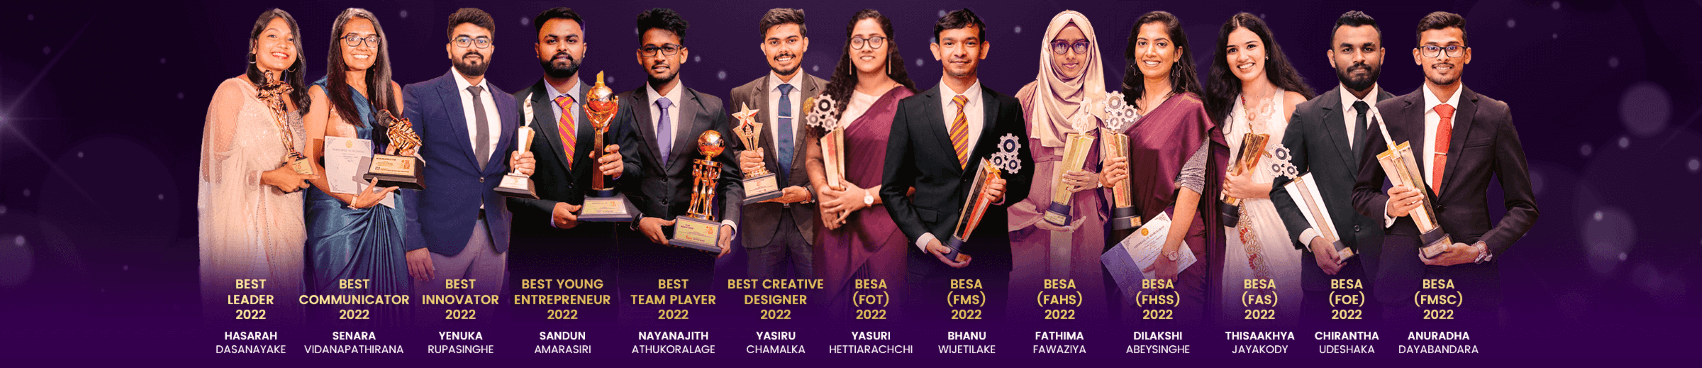 BEST
LEADER
2022
HASARAH
DASANAYAKE
BEST
COMMUNICATOR
2022
SENARA
VIDANAPATHIRANA
BEST
INNOVATOR
2022
YENUKA
RUPASINGHE
BEST YOUNG
ENTREPRENEUR
2022
SANDUN
AMARASIRI
BEST
TEAM PLAYER
2022
NAYANAJITH
ATHUKORALAGE
BEST CREATIVE
DESIGNER
2022
YASIRU
CHAMALKA
BESA
(FOT)
2022
YASURI
HETTIARACHCHI
BESA
(FMS)
2022
BHANU
WIJETILAKE
BESA
(FAHS)
2022
FATHIMA
FAWAZIYA
BESA
(FHSS)
2022
DILAKSHI
ABEYSINGHE
BESA
(FAS)
2022
THISAAKHYA
JAYAKODY
BESA
(FOE)
2022
CHIRANTHA
UDESHAKA
BESA
(FMSC)
2022
ANURADHA
DAYABANDARA